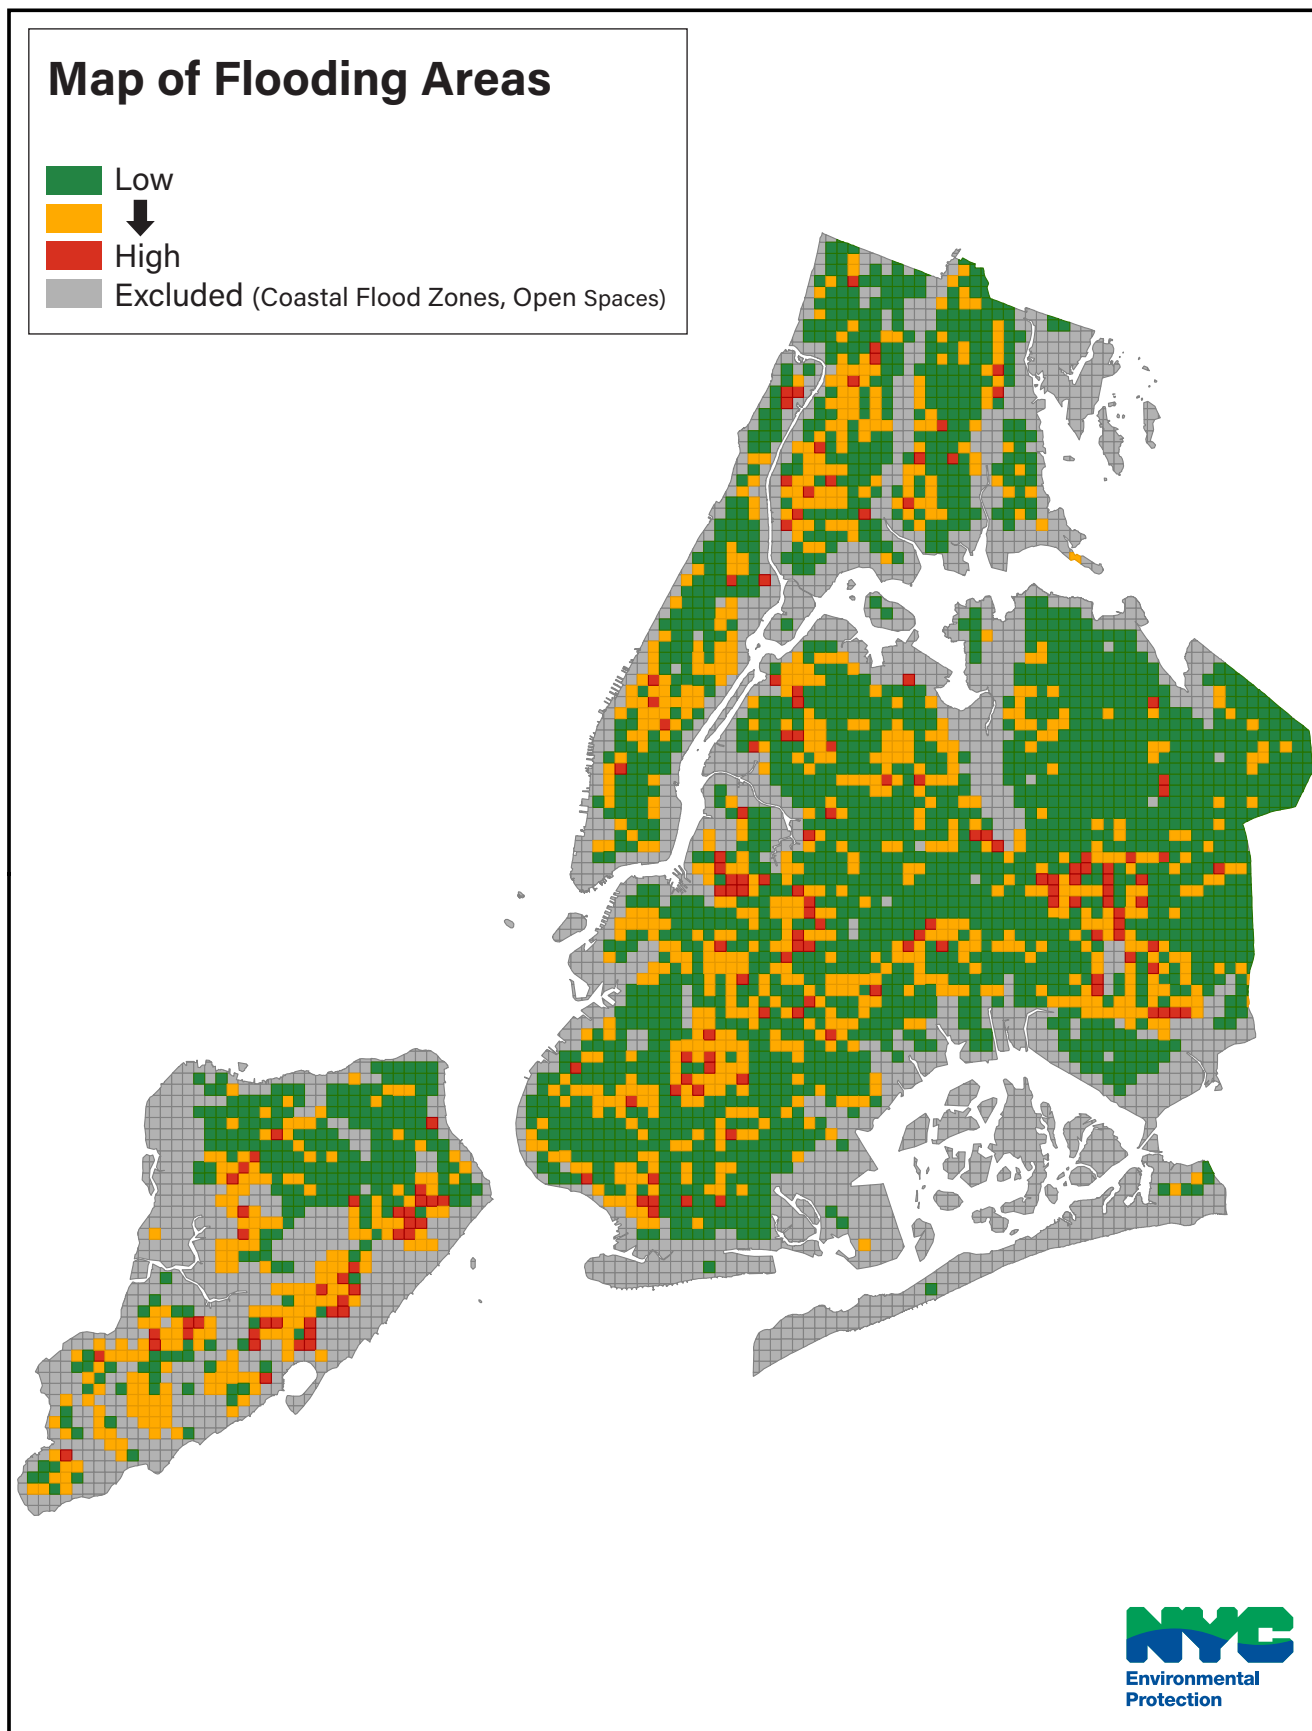 Map of Flooding Areas
Low
High
Excluded (Coastal Flood Zones, Open Spaces)
NYC
Environmental
Protection